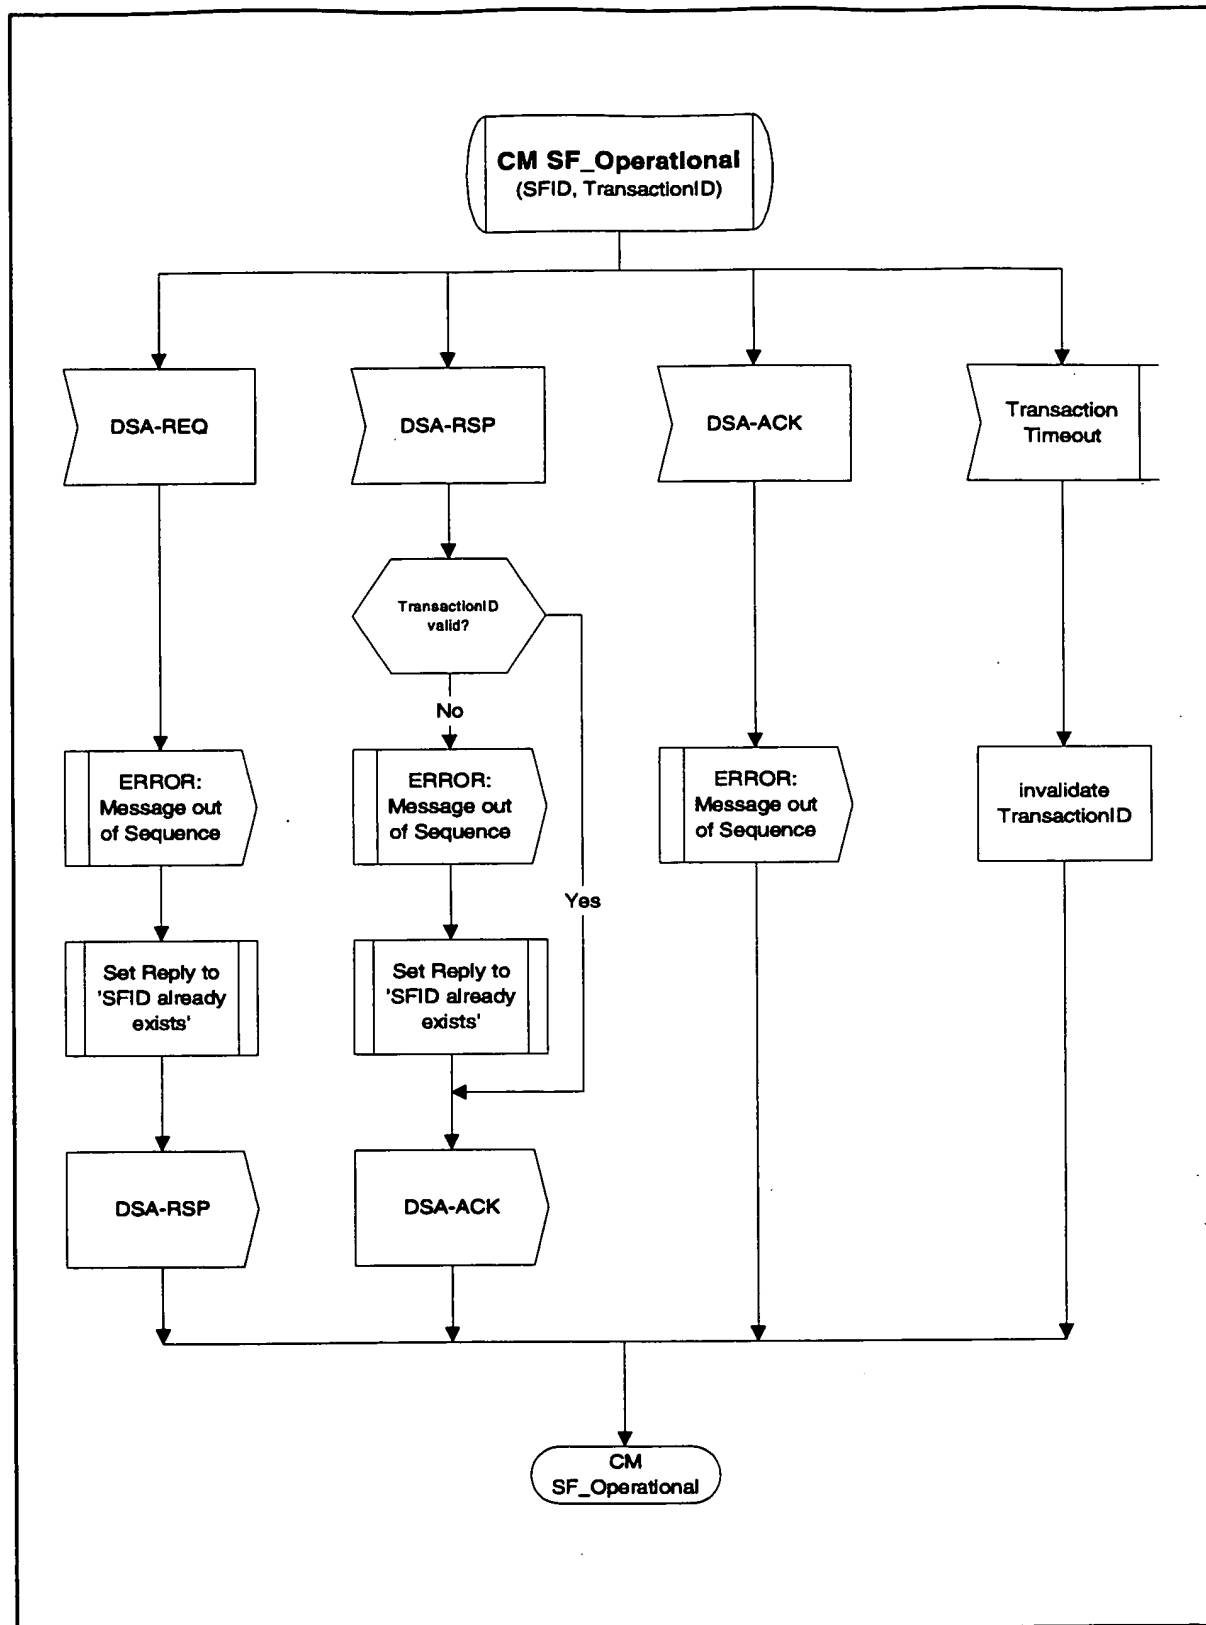 CM SF_Operational
(SFID, TransactionID)
DSA-REQ
DSA-RSP
DSA-ACK
Transaction
Timeout
TransactionID
valid?
No
Yes
ERROR:
Message out
of Sequence
ERROR:
Message out
of Sequence
ERROR:
Message out
of Sequence
invalidate
TransactionID
Set Reply to
'SFID already
exists'
Set Reply to
'SFID already
exists'
DSA-RSP
DSA-ACK
CM
SF_Operational